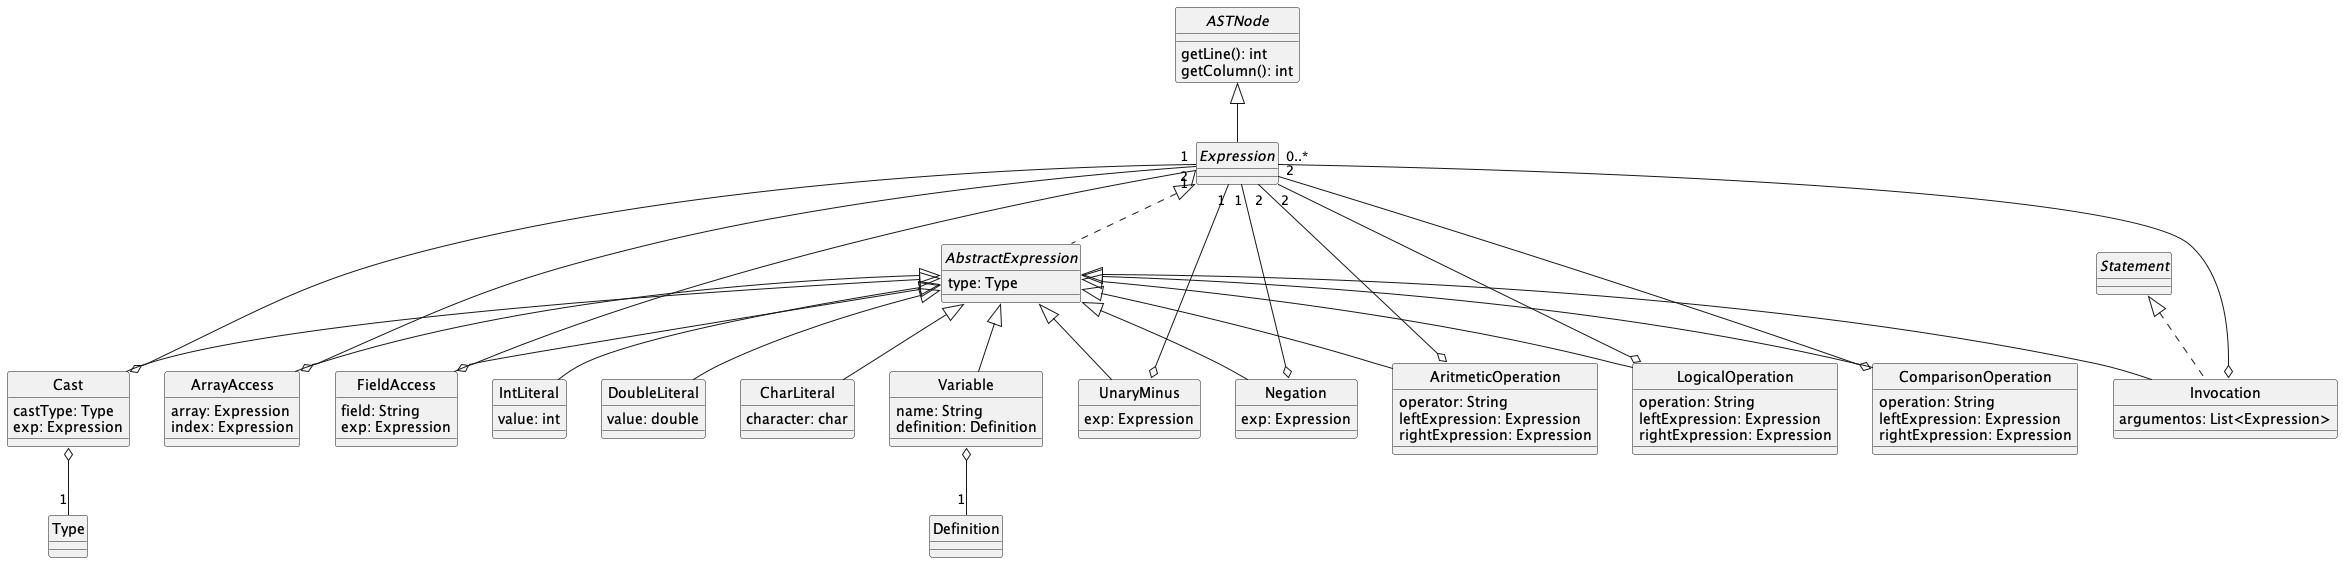 ASTNode
getLine(): int
getColumn(): int
Expression
1
2
1
0..*
2
1
1
2
2
AbstractExpression
type: Type
Statement
Cast
castType: Type
exp: Expression
ArrayAccess
array: Expression
index: Expression
FieldAccess
field: String
exp: Expression
IntLiteral
value: int
DoubleLiteral
value: double
CharLiteral
character: char
Variable
name: String
definition: Definition
UnaryMinus
exp: Expression
Negation
exp: Expression
AritmeticOperation
operator: String
leftExpression: Expression
rightExpression: Expression
LogicalOperation
operation: String
leftExpression: Expression
rightExpression: Expression
ComparisonOperation
operation: String
leftExpression: Expression
rightExpression: Expression
Invocation
argumentos: List<Expression>
1
1
Type
Definition